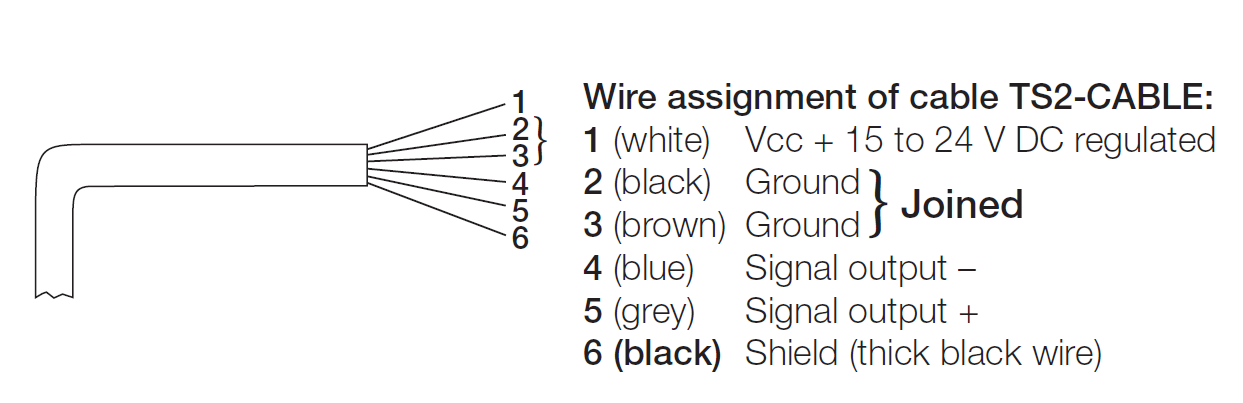 1
2 }
3
4
5
6
Wire assignment of cable TS2-CABLE:
1 (white) Vcc + 15 to 24 V DC regulated
2 (black) Ground } Joined
3 (brown) Ground
4 (blue) Signal output –
5 (grey) Signal output +
6 (black) Shield (thick black wire)